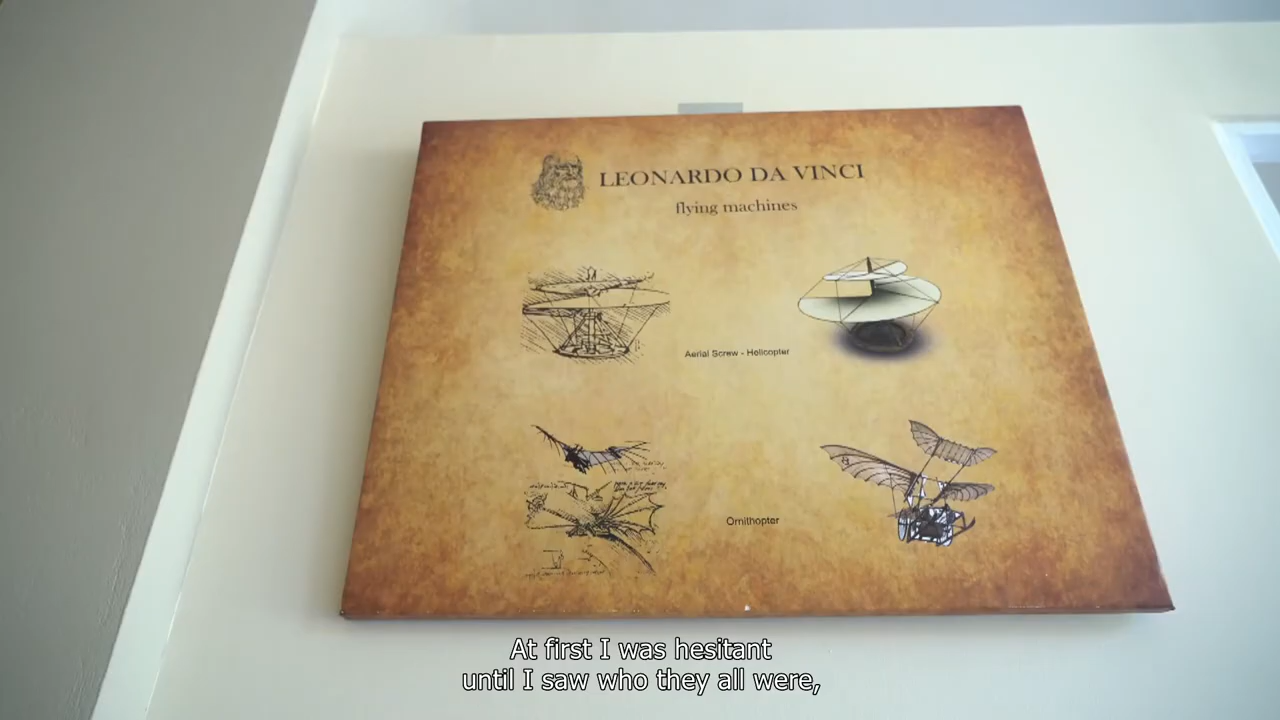 LEONARDO DA VINCI
flying machines
Aerial Screw - Helicopter
Ornithopter
At first I was hesitant
until I saw who they all were,